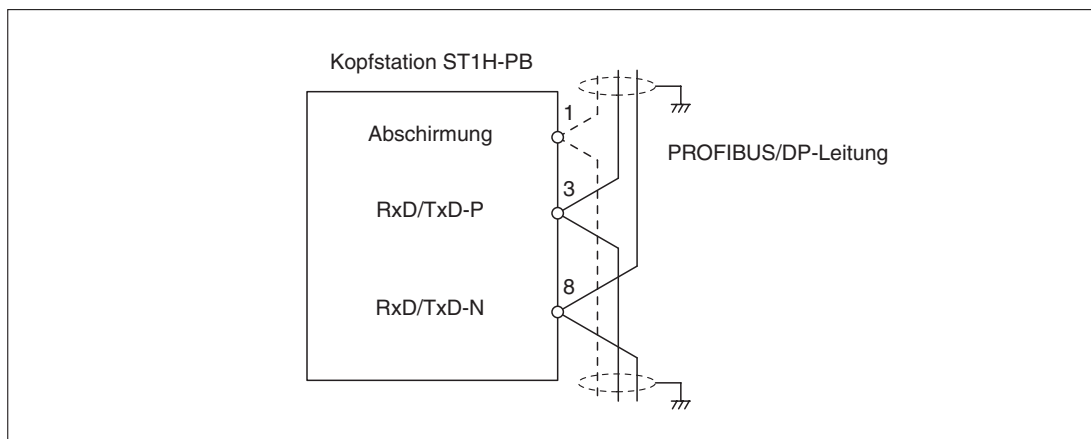 Kopfstation ST1H-PB
1
Abschirmung
PROFIBUS/DP-Leitung
3
RxD/TxD-P
8
RxD/TxD-N